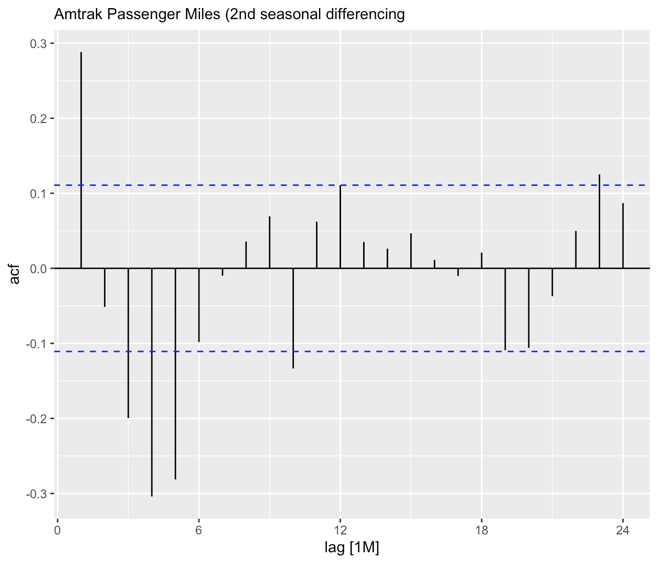 Amtrak Passenger Miles (2nd seasonal differencing
0.3
0.2
0.1
0.0
-0.1
-0.2
-0.3
acf
0 6 12 18 24
lag [1M]